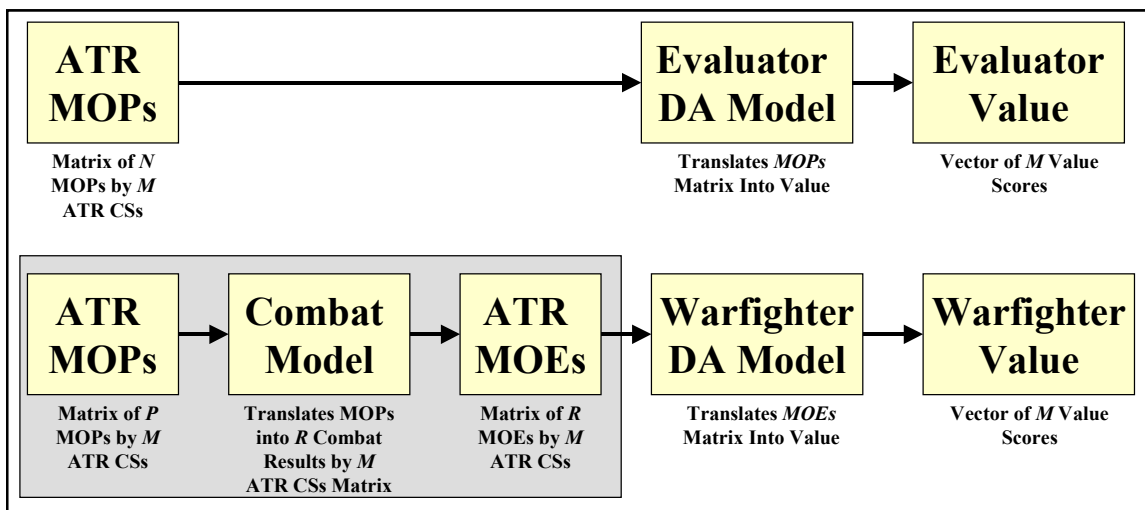 ATR
MOPs
Evaluator
DA Model
Evaluator
Value
Matrix of N
MOPs by M
ATR CSs
Translates MOPs
Matrix Into Value
Vector of M Value
Scores
ATR
MOPs
Combat
Model
ATR
MOEs
Warfighter
DA Model
Warfighter
Value
Matrix of P
MOPs by M
ATR CSs
Translates MOPs
into R Combat
Results by M
ATR CSs Matrix
Matrix of R
MOEs by M
ATR CSs
Translates MOEs
Matrix Into Value
Vector of M Value
Scores